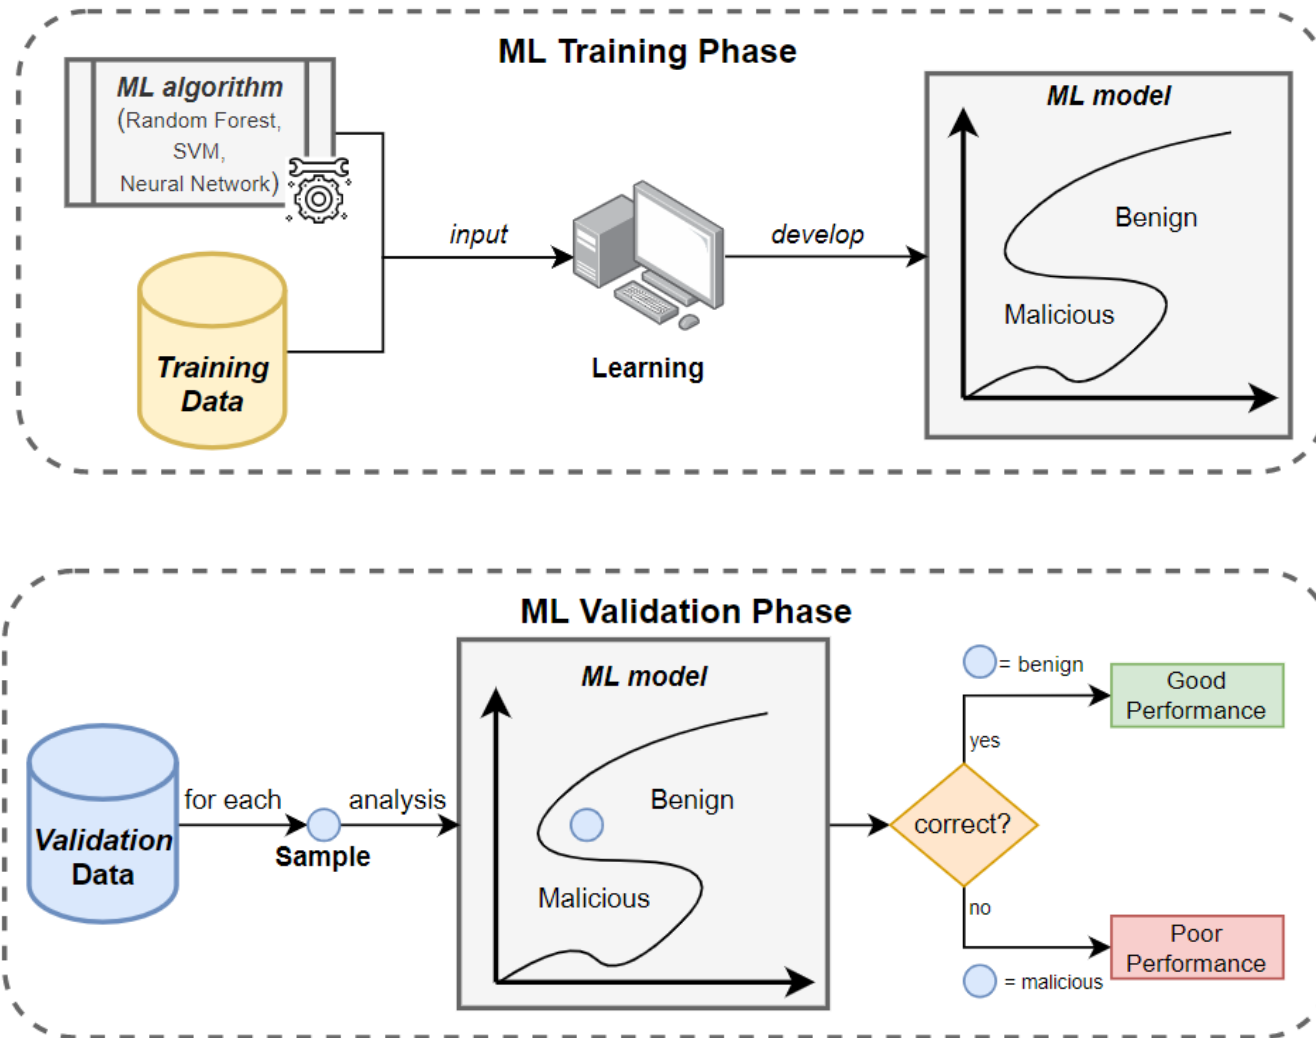 ML Training Phase
ML algorithm
(Random Forest,
SVM,
Neural Network)
Training
Data
input
Learning
develop
ML model
Benign
Malicious
ML Validation Phase
Validation
Data
for each
Sample
analysis
ML model
Benign
Malicious
correct?
yes
= benign
Good
Performance
no
= malicious
Poor
Performance